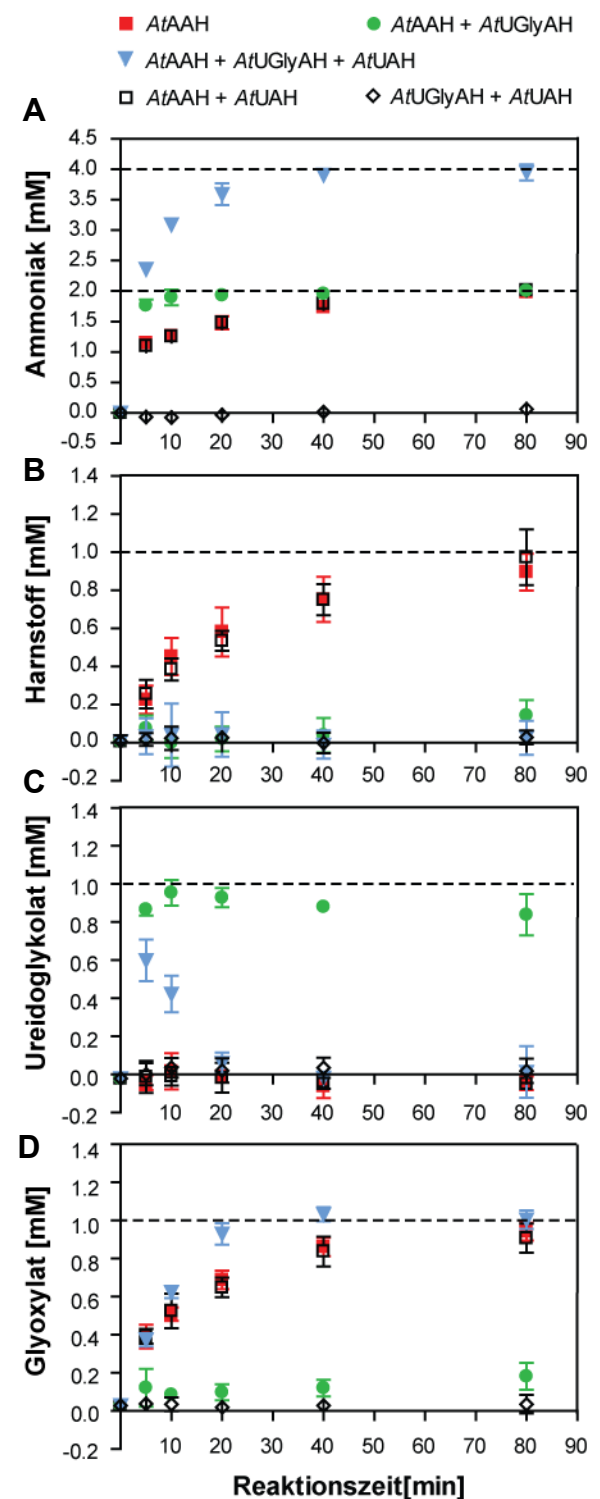 AtAAH AtAAH + AtUGlyAH
AtAAH + AtUGlyAH + AtUAH
AtAAH + AtUAH AtUGlyAH + AtUAH
A
Ammoniak [mM]
4.5
4.0
3.5
3.0
2.5
2.0
1.5
1.0
0.5
0.0
-0.5
10 20 30 40 50 60 70 80 90
B
Harnstoff [mM]
1.4
1.2
1.0
0.8
0.6
0.4
0.2
0.0
-0.2
10 20 30 40 50 60 70 80 90
C
Ureidoglykolat [mM]
1.4
1.2
1.0
0.8
0.6
0.4
0.2
-0.0
-0.2
10 20 30 40 50 60 70 80 90
D
Glyoxylat [mM]
1.4
1.2
1.0
0.8
0.6
0.4
0.2
0.0
-0.2
10 20 30 40 50 60 70 80 90
Reaktionszeit[min]